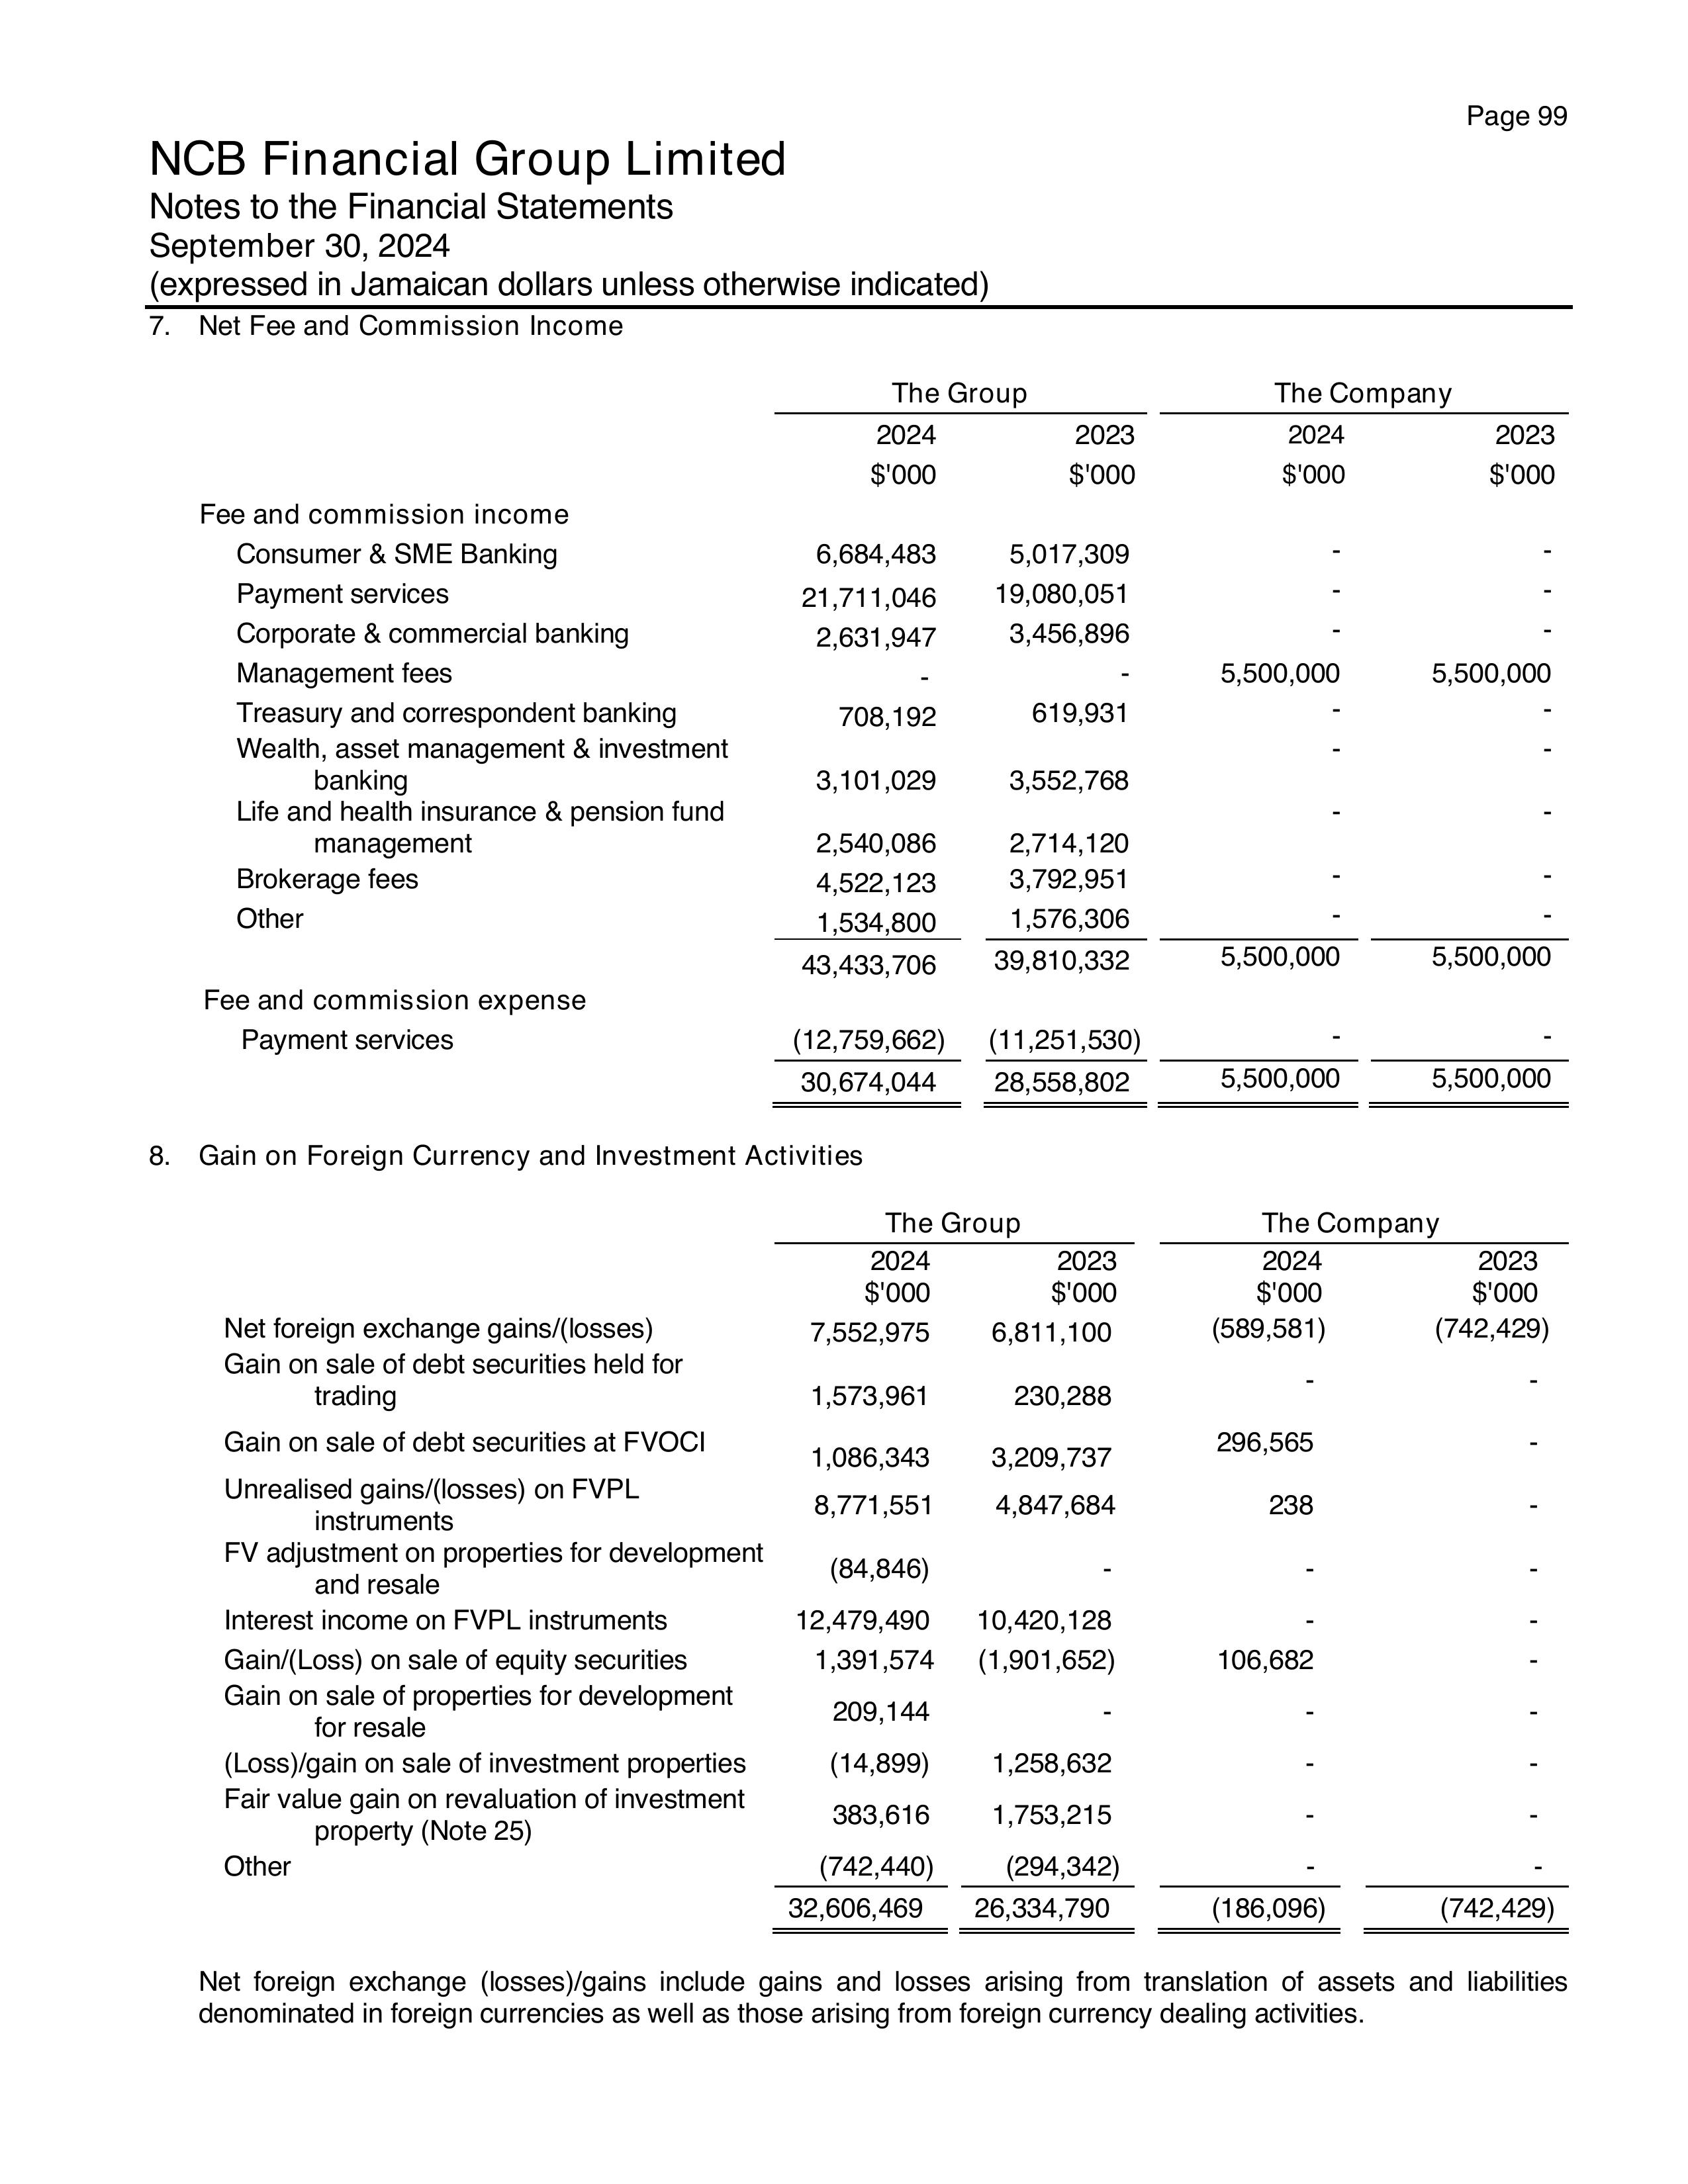 Page 99
NCB Financial Group Limited
Notes to the Financial Statements
September 30, 2024
(expressed in Jamaican dollars unless otherwise indicated)
7. Net Fee and Commission Income
The Group The Company
2024 2023 2024 2023
$'000 $'000 $'000 $'000
Fee and commission income
Consumer & SME Banking 6,684,483 5,017,309 - -
Payment services 21,711,046 19,080,051 - -
Corporate & commercial banking 2,631,947 3,456,896 - -
Management fees - - 5,500,000 5,500,000
Treasury and correspondent banking 708,192 619,931 - -
Wealth, asset management & investment - -
banking 3,101,029 3,552,768
Life and health insurance & pension fund - -
management 2,540,086 2,714,120
Brokerage fees 4,522,123 3,792,951 - -
Other 1,534,800 1,576,306 - -
43,433,706 39,810,332 5,500,000 5,500,000
Fee and commission expense
Payment services (12,759,662) (11,251,530) - -
30,674,044 28,558,802 5,500,000 5,500,000
8. Gain on Foreign Currency and Investment Activities
The Group The Company
2024 2023 2024 2023
$'000 $'000 $'000 $'000
Net foreign exchange gains/(losses) 7,552,975 6,811,100 (589,581) (742,429)
Gain on sale of debt securities held for
trading 1,573,961 230,288 - -
Gain on sale of debt securities at FVOCI 1,086,343 3,209,737 296,565 -
Unrealised gains/(losses) on FVPL
instruments 8,771,551 4,847,684 238 -
FV adjustment on properties for development
and resale (84,846) - - -
Interest income on FVPL instruments 12,479,490 10,420,128 - -
Gain/(Loss) on sale of equity securities 1,391,574 (1,901,652) 106,682 -
Gain on sale of properties for development
for resale 209,144 - - -
(Loss)/gain on sale of investment properties (14,899) 1,258,632 - -
Fair value gain on revaluation of investment
property (Note 25) 383,616 1,753,215 - -
Other (742,440) (294,342) - -
32,606,469 26,334,790 (186,096) (742,429)
Net foreign exchange (losses)/gains include gains and losses arising from translation of assets and liabilities
denominated in foreign currencies as well as those arising from foreign currency dealing activities.